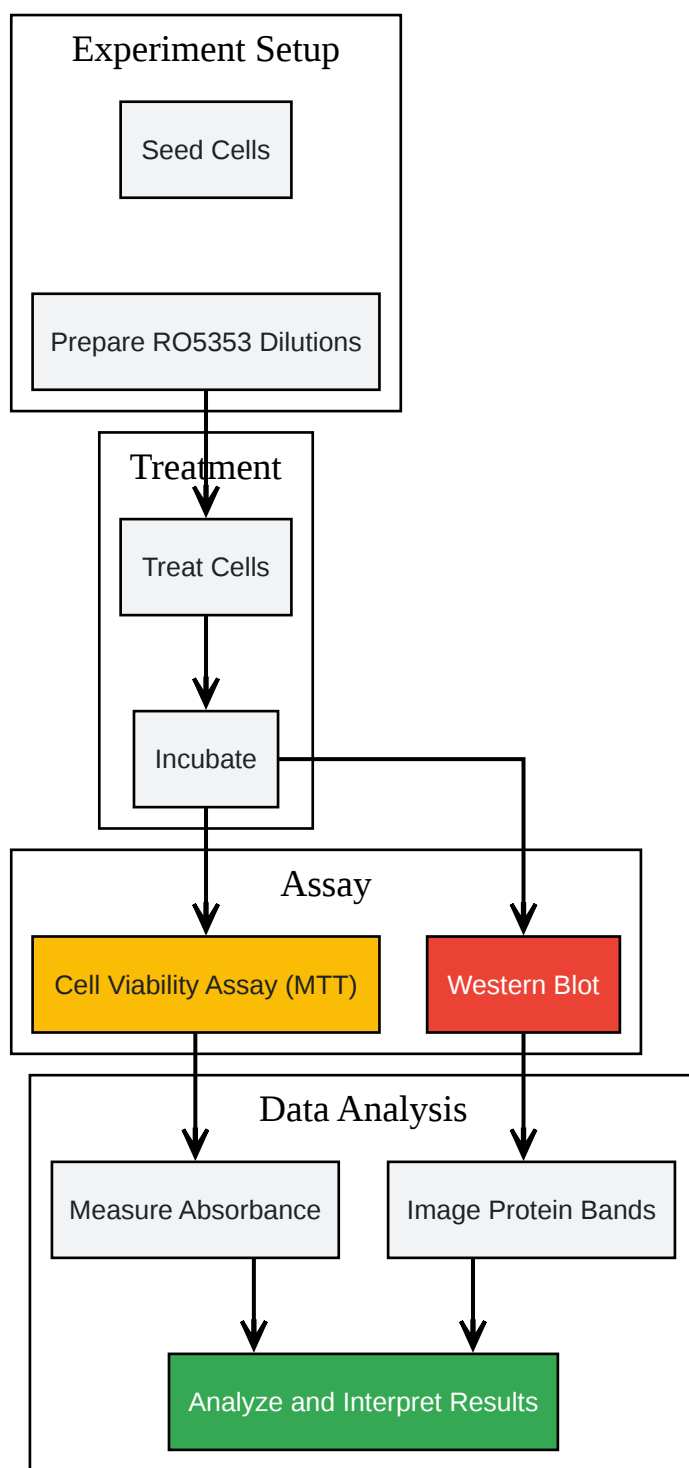 Experiment Setup
Seed Cells
Prepare RO5353 Dilutions
Treatment
Treat Cells
Incubate
Assay
Cell Viability Assay (MTT)
Western Blot
Data Analysis
Measure Absorbance
Image Protein Bands
Analyze and Interpret Results